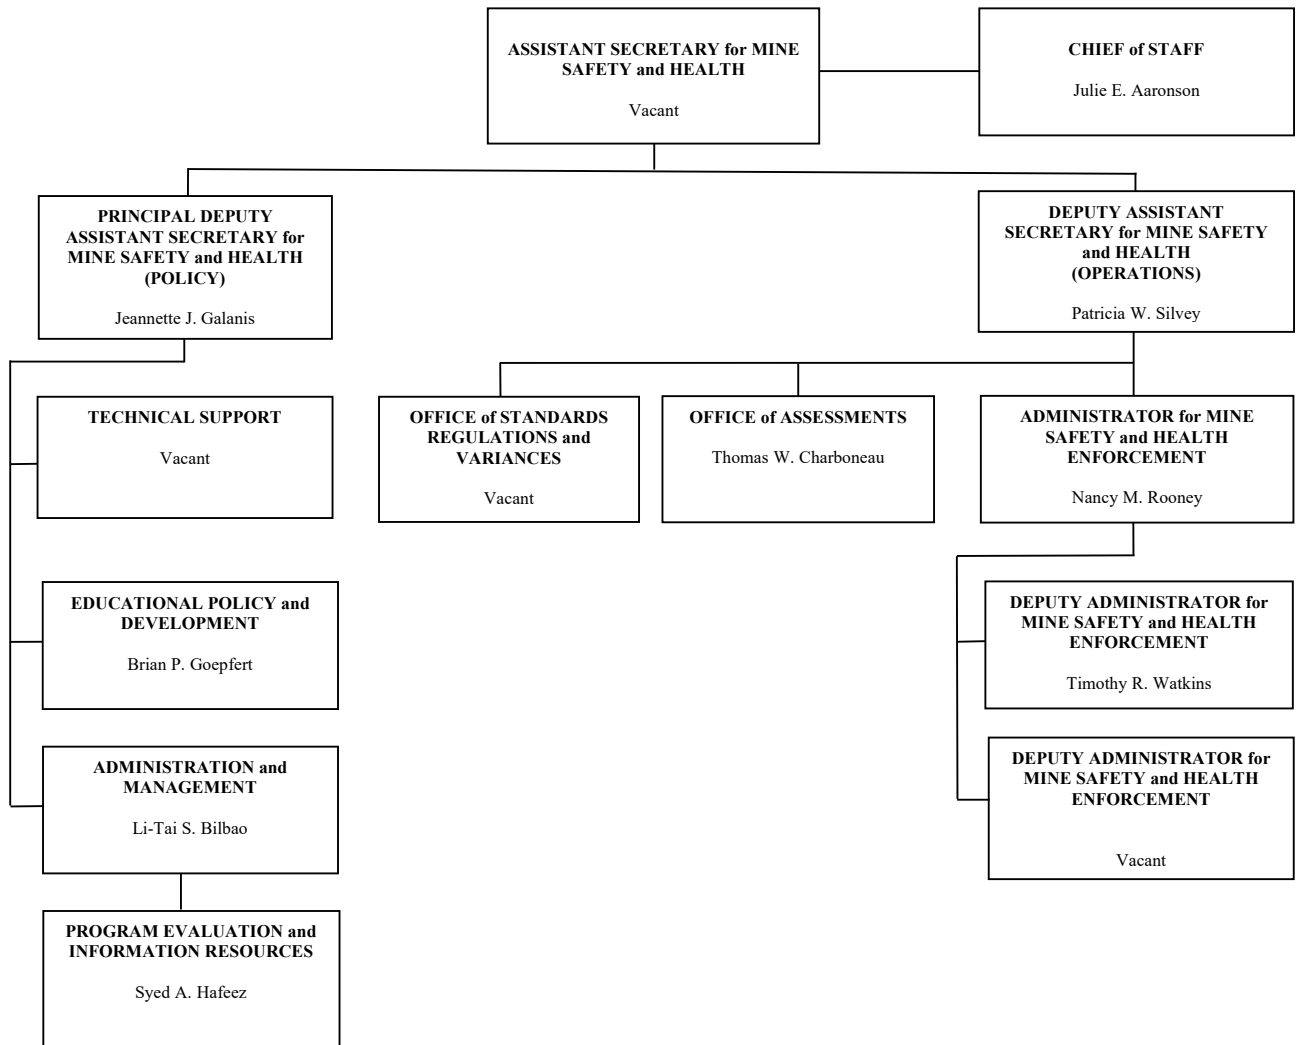 ASSISTANT SECRETARY for MINE
SAFETY and HEALTH
Vacant
CHIEF of STAFF
Julie E. Aaronson
PRINCIPAL DEPUTY
ASSISTANT SECRETARY for
MINE SAFETY and HEALTH
(POLICY)
Jeannette J. Galanis
DEPUTY ASSISTANT
SECRETARY for MINE SAFETY
and HEALTH
(OPERATIONS)
Patricia W. Silvey
TECHNICAL SUPPORT
Vacant
OFFICE of STANDARDS
REGULATIONS and
VARIANCES
Vacant
OFFICE of ASSESSMENTS
Thomas W. Charboneau
ADMINISTRATOR for MINE
SAFETY and HEALTH
ENFORCEMENT
Nancy M. Rooney
EDUCATIONAL POLICY and
DEVELOPMENT
Brian P. Goepfert
DEPUTY ADMINISTRATOR for
MINE SAFETY and HEALTH
ENFORCEMENT
Timothy R. Watkins
ADMINISTRATION and
MANAGEMENT
Li-Tai S. Bilbao
DEPUTY ADMINISTRATOR for
MINE SAFETY and HEALTH
ENFORCEMENT
Vacant
PROGRAM EVALUATION and
INFORMATION RESOURCES
Syed A. Hafeez